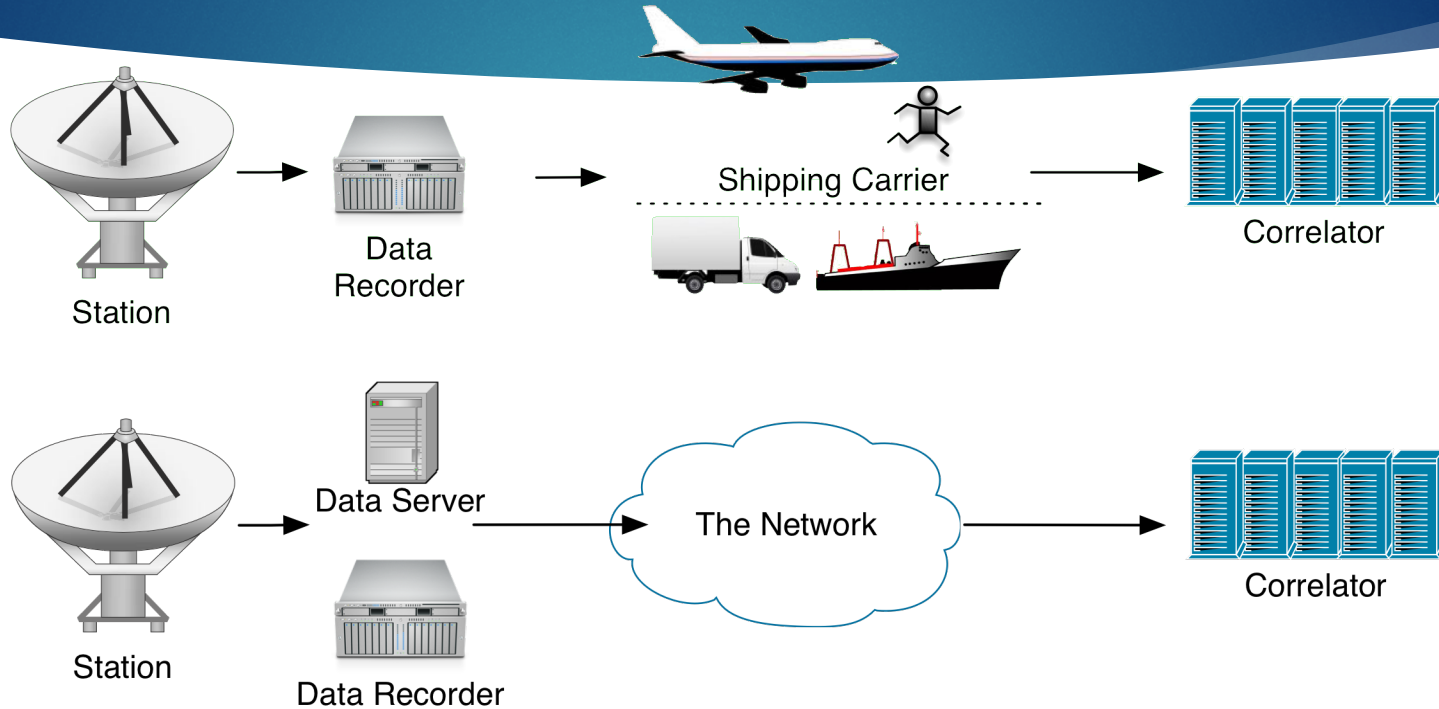 Shipping Carrier
Data
Recorder
Correlator
Station
Data Server
The Network
Correlator
Station
Data Recorder